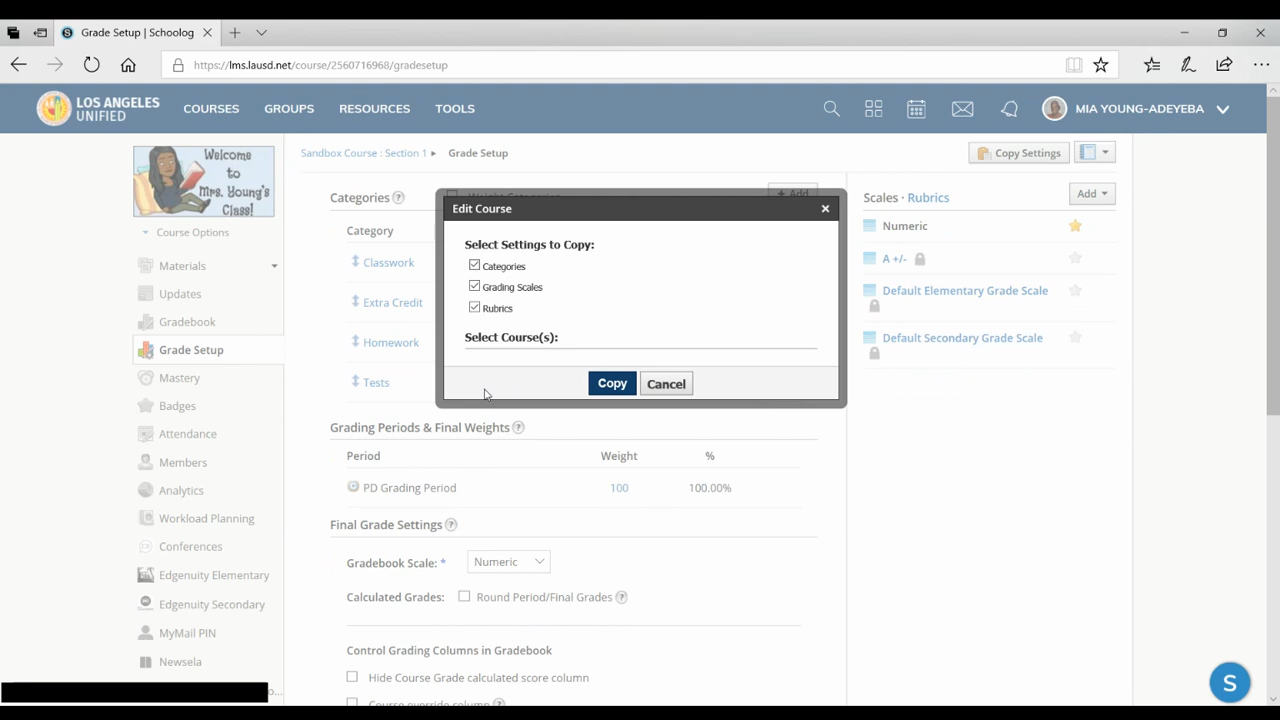 Grade Setup | Schoolog
https://lms.lausd.net/course/2560716968/gradesetup
LOS ANGELES
UNIFIED
COURSES
GROUPS
RESOURCES
TOOLS
MIA YOUNG-ADEYEBA
Welcome
to
Mrs. Young's
Class!
Course Options
Materials
Updates
Gradebook
Grade Setup
Mastery
Badges
Attendance
Members
Analytics
Workload Planning
Conferences
Edgenuity Elementary
Edgenuity Secondary
MyMail PIN
Newsela
Sandbox Course : Section 1 ▸ Grade Setup
Copy Settings
Categories ?
Weight Categories
+ Add
Category
Classwork
Extra Credit
Homework
Tests
Edit Course
Select Settings to Copy:
Categories
Grading Scales
Rubrics
Select Course(s):
Copy Cancel
Grading Periods & Final Weights ?
Period Weight %
PD Grading Period 100 100.00%
Final Grade Settings ?
Gradebook Scale: * Numeric
Calculated Grades: Round Period/Final Grades ?
Control Grading Columns in Gradebook
Hide Course Grade calculated score column
Course override column ?
Scales · Rubrics
Add
Numeric
A +/-
Default Elementary Grade Scale
Default Secondary Grade Scale
S